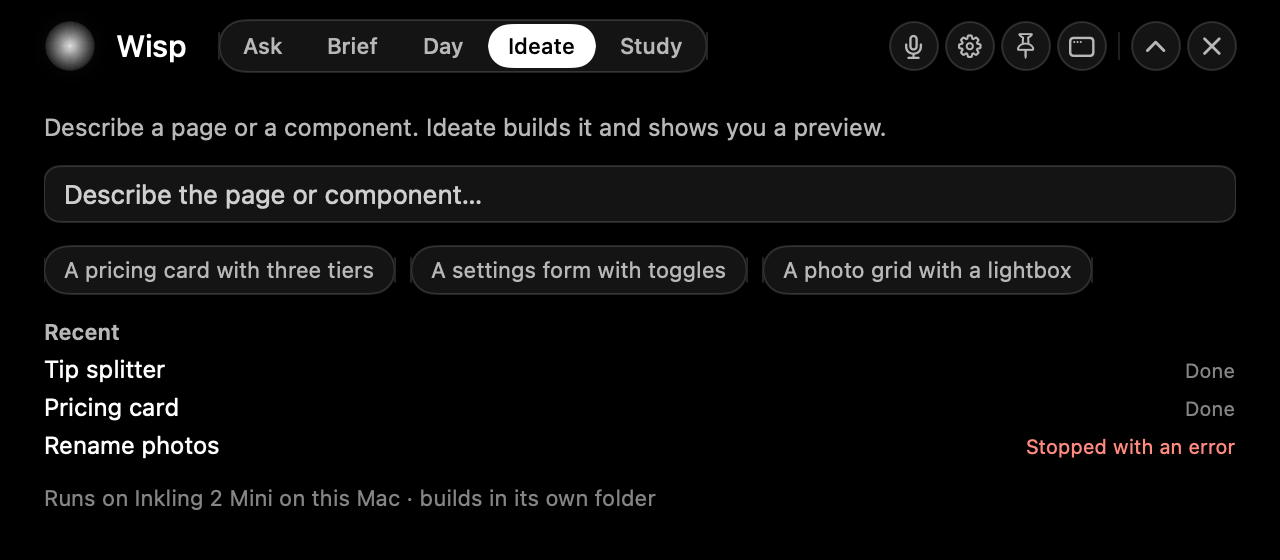 Wisp Ask Brief Day Ideate Study
Describe a page or a component. Ideate builds it and shows you a preview.
Describe the page or component...
A pricing card with three tiers A settings form with toggles A photo grid with a lightbox
Recent
Tip splitter Done
Pricing card Done
Rename photos Stopped with an error
Runs on Inkling 2 Mini on this Mac · builds in its own folder